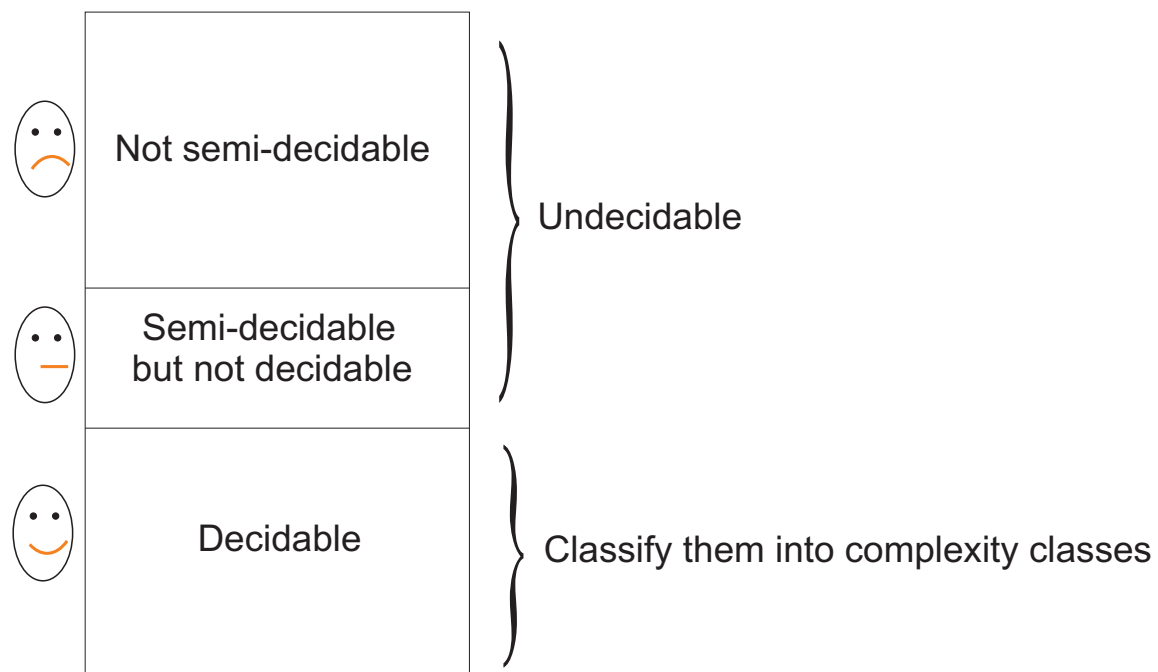 Not semi-decidable
Undecidable
Semi-decidable
but not decidable
Decidable
Classify them into complexity classes